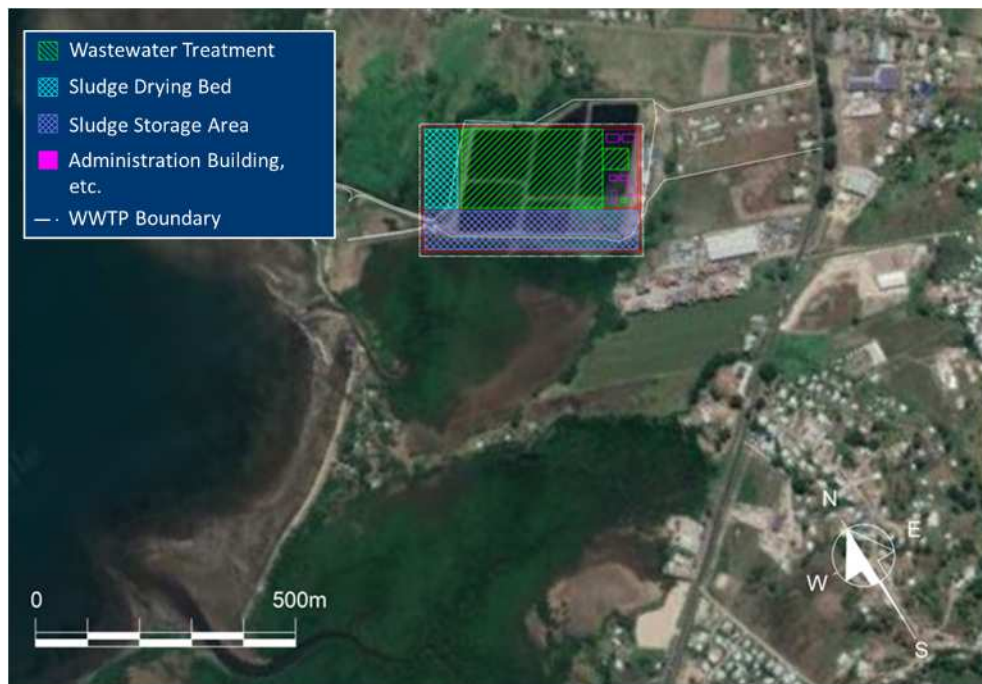 Wastewater Treatment
Sludge Drying Bed
Sludge Storage Area
Administration Building,
etc.
WWTP Boundary
N
E
W
S
0 500m